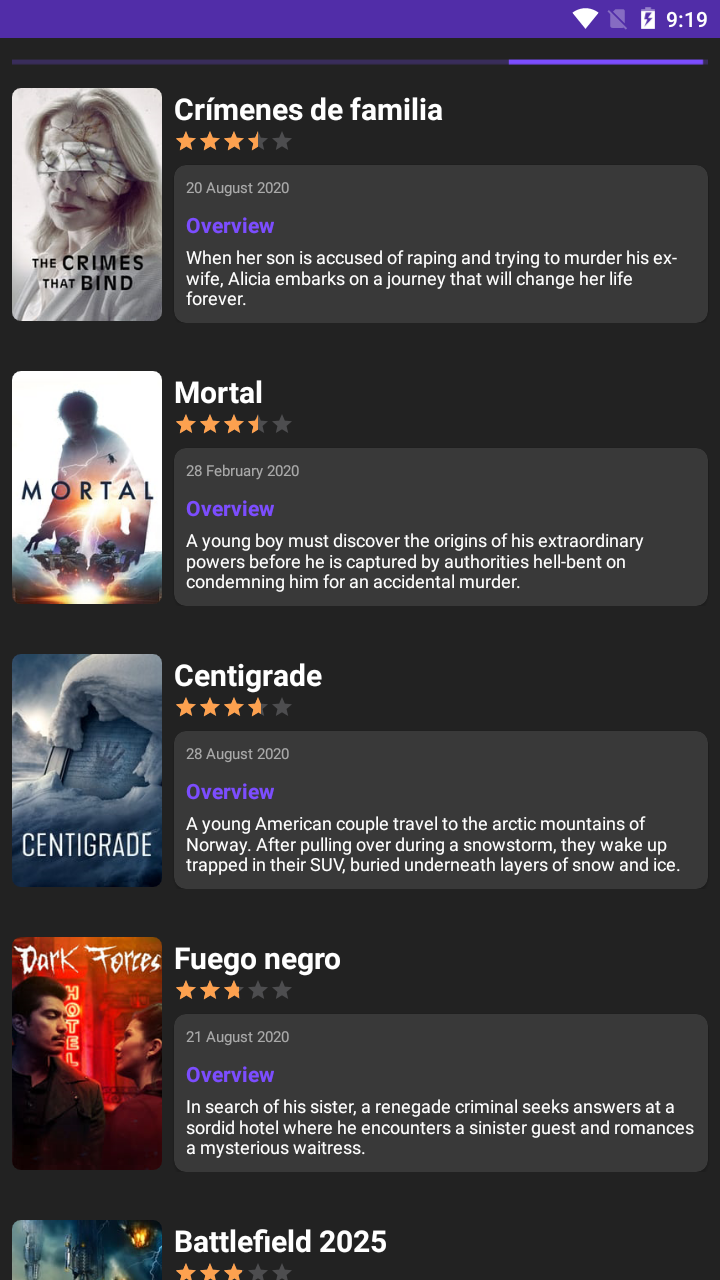 9:19
Crímenes de familia
20 August 2020
Overview
When her son is accused of raping and trying to murder his ex-
wife, Alicia embarks on a journey that will change her life
forever.
THE CRIMES
THAT BIND
Mortal
28 February 2020
Overview
A young boy must discover the origins of his extraordinary
powers before he is captured by authorities hell-bent on
condemning him for an accidental murder.
MORTAL
Centigrade
28 August 2020
Overview
A young American couple travel to the arctic mountains of
Norway. After pulling over during a snowstorm, they wake up
trapped in their SUV, buried underneath layers of snow and ice.
CENTIGRADE
Fuego negro
21 August 2020
Overview
In search of his sister, a renegade criminal seeks answers at a
sordid hotel where he encounters a sinister guest and romances
a mysterious waitress.
Dark Forces
HOTEL
Battlefield 2025